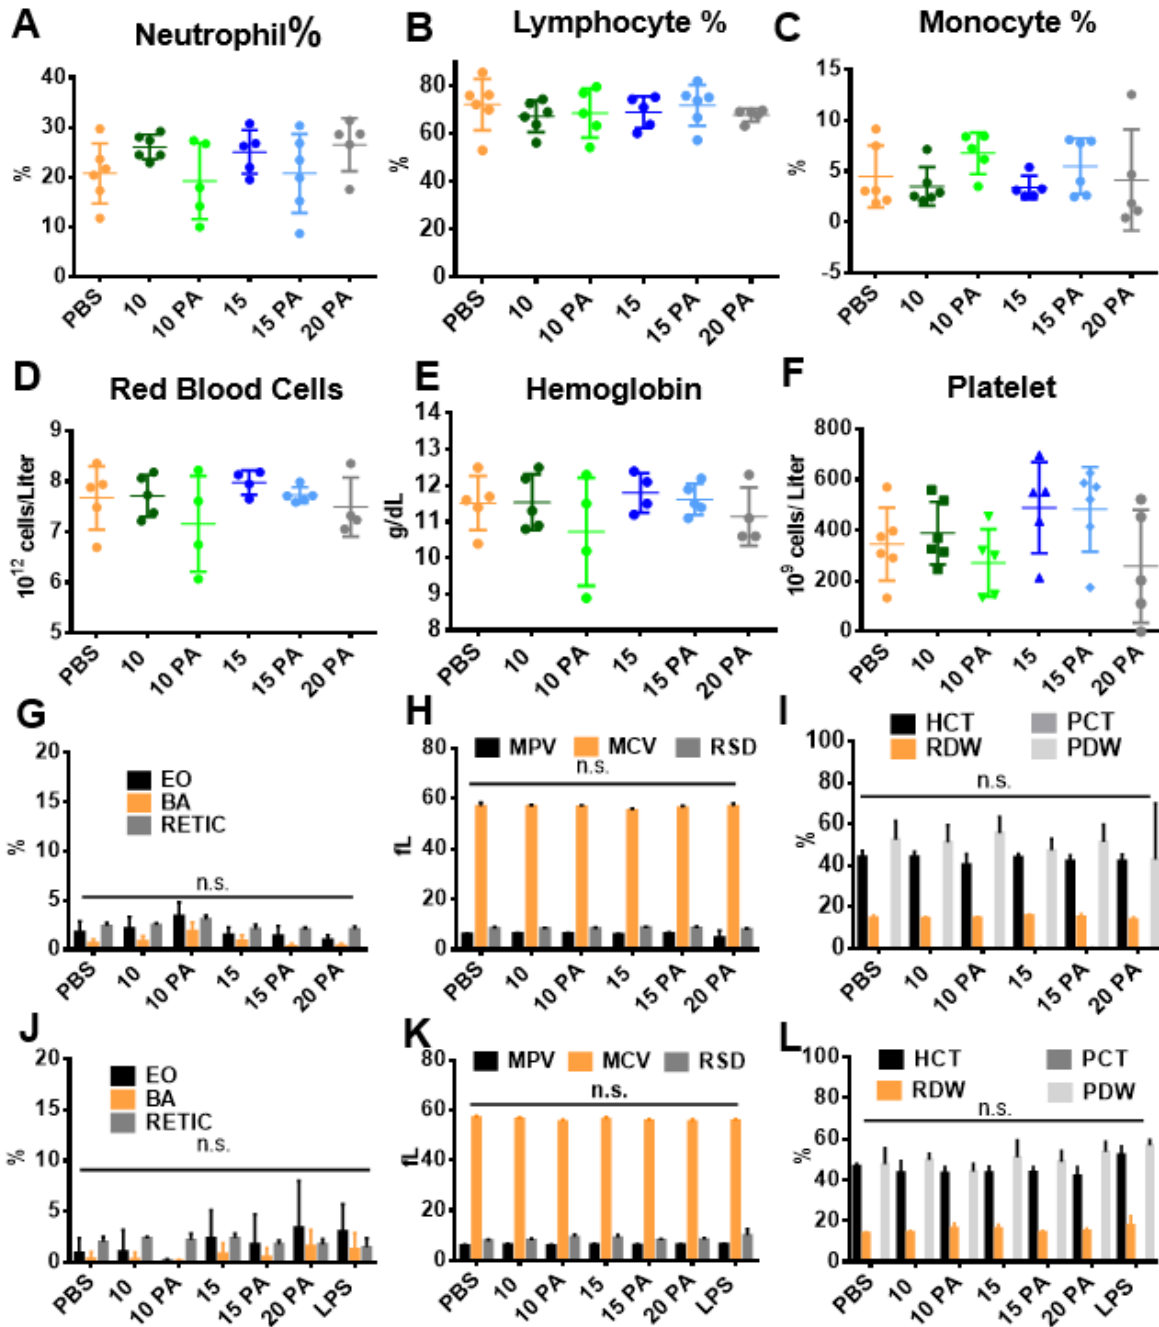 A Neutrophil%
40
30
20
10
0
%
PBS 10 10 PA 15 15 PA 20 PA
B Lymphocyte %
80
60
40
20
0
%
PBS 10 10 PA 15 15 PA 20 PA
C Monocyte %
15
10
5
0
-5
%
PBS 10 10 PA 15 15 PA 20 PA
D Red Blood Cells
9
8
7
6
5
10¹² cells/Liter
PBS 10 10 PA 15 15 PA 20 PA
E Hemoglobin
14
13
12
11
10
9
8
g/dL
PBS 10 10 PA 15 15 PA 20 PA
F Platelet
800
600
400
200
0
10⁹ cells/ Liter
PBS 10 10 PA 15 15 PA 20 PA
G
20
15
10
5
0
%
EO
BA
RETIC
n.s.
PBS 10 10 PA 15 15 PA 20 PA
H
80
60
40
20
0
fL
MPV MCV RSD
n.s.
PBS 10 10 PA 15 15 PA 20 PA
I
100
80
60
40
20
0
%
HCT PCT
RDW PDW
n.s.
PBS 10 10 PA 15 15 PA 20 PA
J
20
15
10
5
0
%
EO
BA
RETIC
n.s.
PBS 10 10 PA 15 15 PA 20 PA LPS
K
80
60
40
20
0
fL
MPV MCV RSD
n.s.
PBS 10 10 PA 15 15 PA 20 PA LPS
L
100
80
60
40
20
0
%
HCT PCT
RDW PDW
n.s.
PBS 10 10 PA 15 15 PA 20 PA LPS